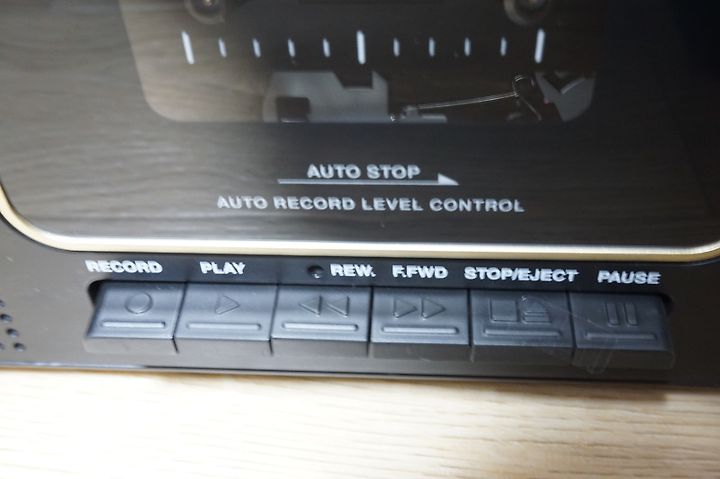 AUTO STOP
AUTO RECORD LEVEL CONTROL
RECORD PLAY REW. F.FWD STOP/EJECT PAUSE